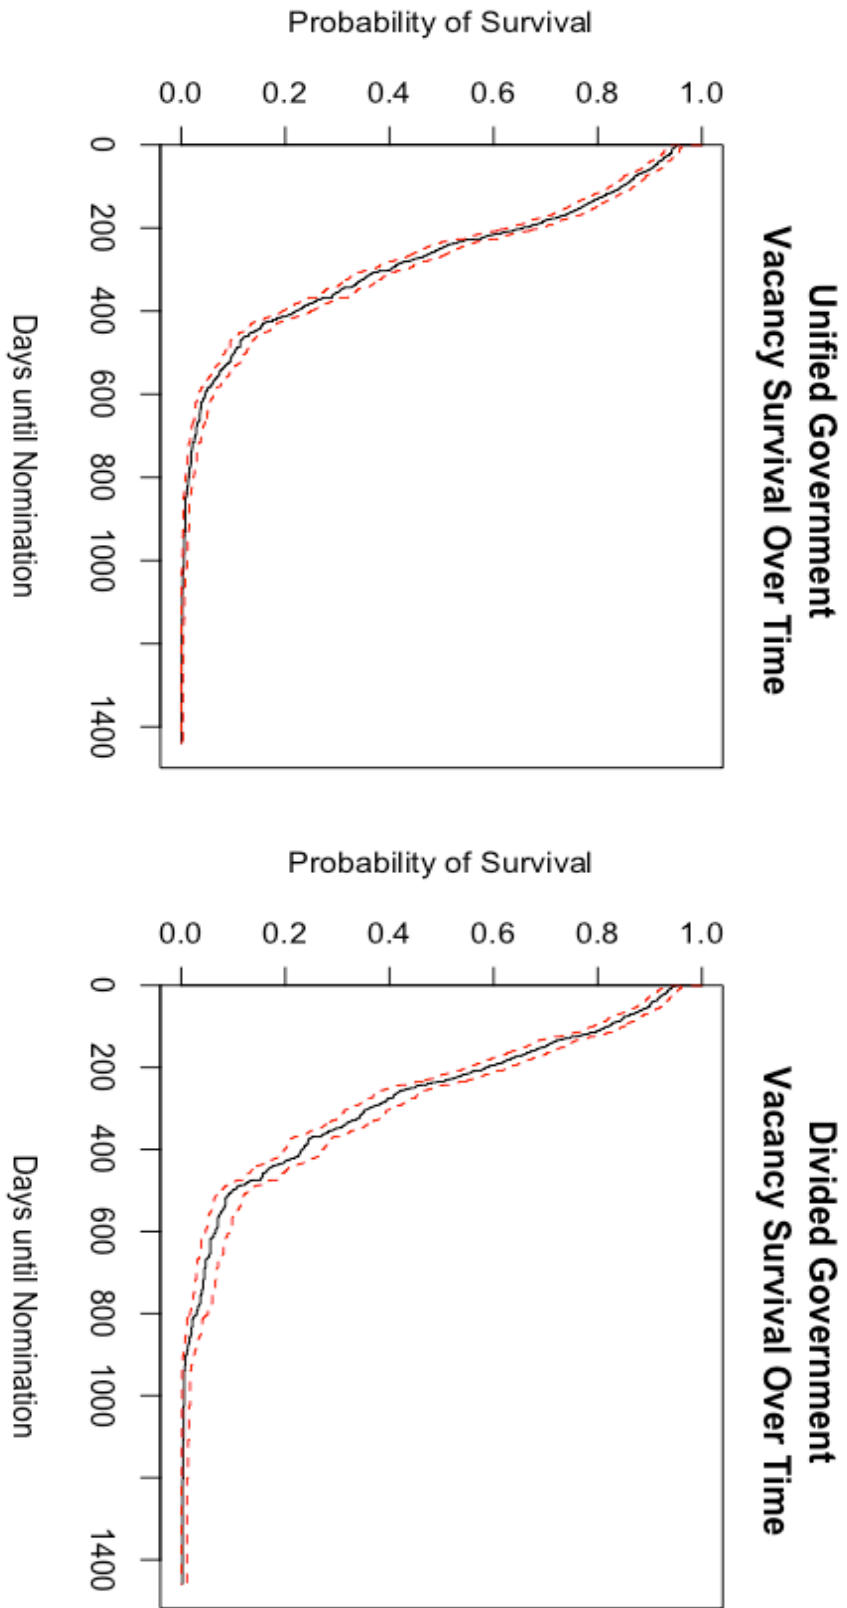 Unified Government
Vacancy Survival Over Time
Probability of Survival
0.0 0.2 0.4 0.6 0.8 1.0
0 200 400 600 800 1000 1400
Days until Nomination
Divided Government
Vacancy Survival Over Time
Probability of Survival
0.0 0.2 0.4 0.6 0.8 1.0
0 200 400 600 800 1000 1400
Days until Nomination